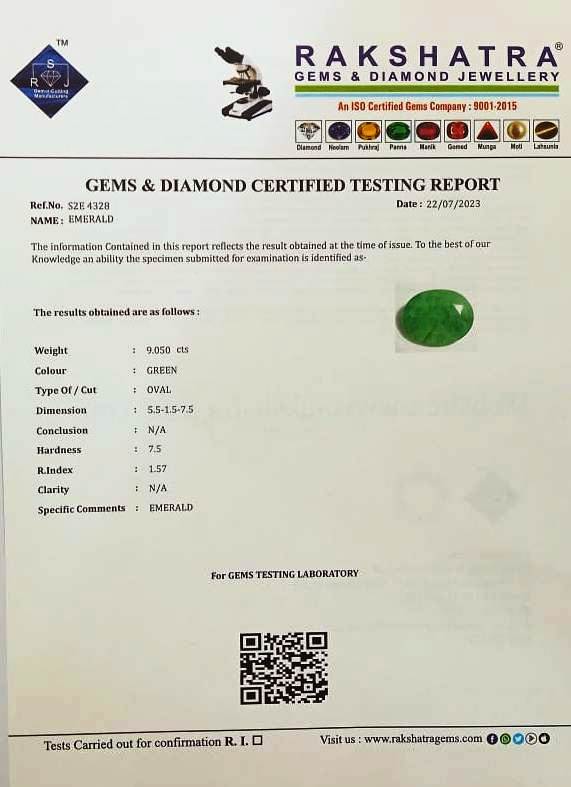 TM
S
R J
Gems Cutting
Manufacturers
RAKSHATRA®
GEMS & DIAMOND JEWELLERY
An ISO Certified Gems Company : 9001-2015
Diamond Neelam Pukhraj Panna Manik Gomed Munga Moti Lahsunia
GEMS & DIAMOND CERTIFIED TESTING REPORT
Ref.No. S2E 4328 Date : 22/07/2023
NAME : EMERALD
The information Contained in this report reflects the result obtained at the time of issue. To the best of our
Knowledge an ability the specimen submitted for examination is identified as-
The results obtained are as follows :
Weight : 9.050 cts
Colour : GREEN
Type Of / Cut : OVAL
Dimension : 5.5-1.5-7.5
Conclusion : N/A
Hardness : 7.5
R.Index : 1.57
Clarity : N/A
Specific Comments : EMERALD
For GEMS TESTING LABORATORY
Tests Carried out for confirmation R. I. ☐ Visit us : www.rakshatragems.com